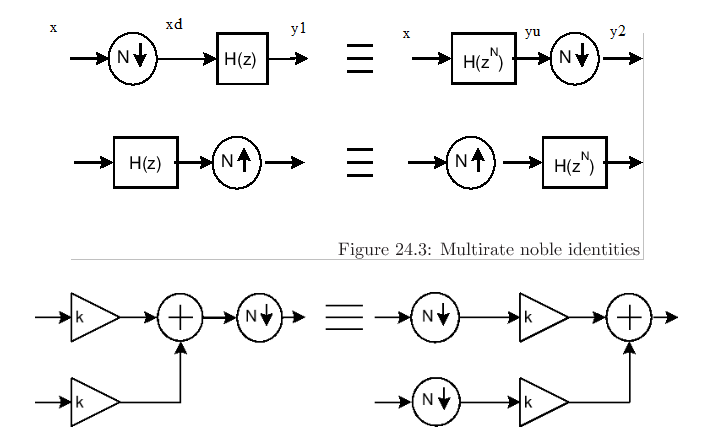 x xd y1 x yu y2
N H(z) H(z^N) N
H(z) N N H(z^N)
Figure 24.3: Multirate noble identities
k + N N k +
k N k